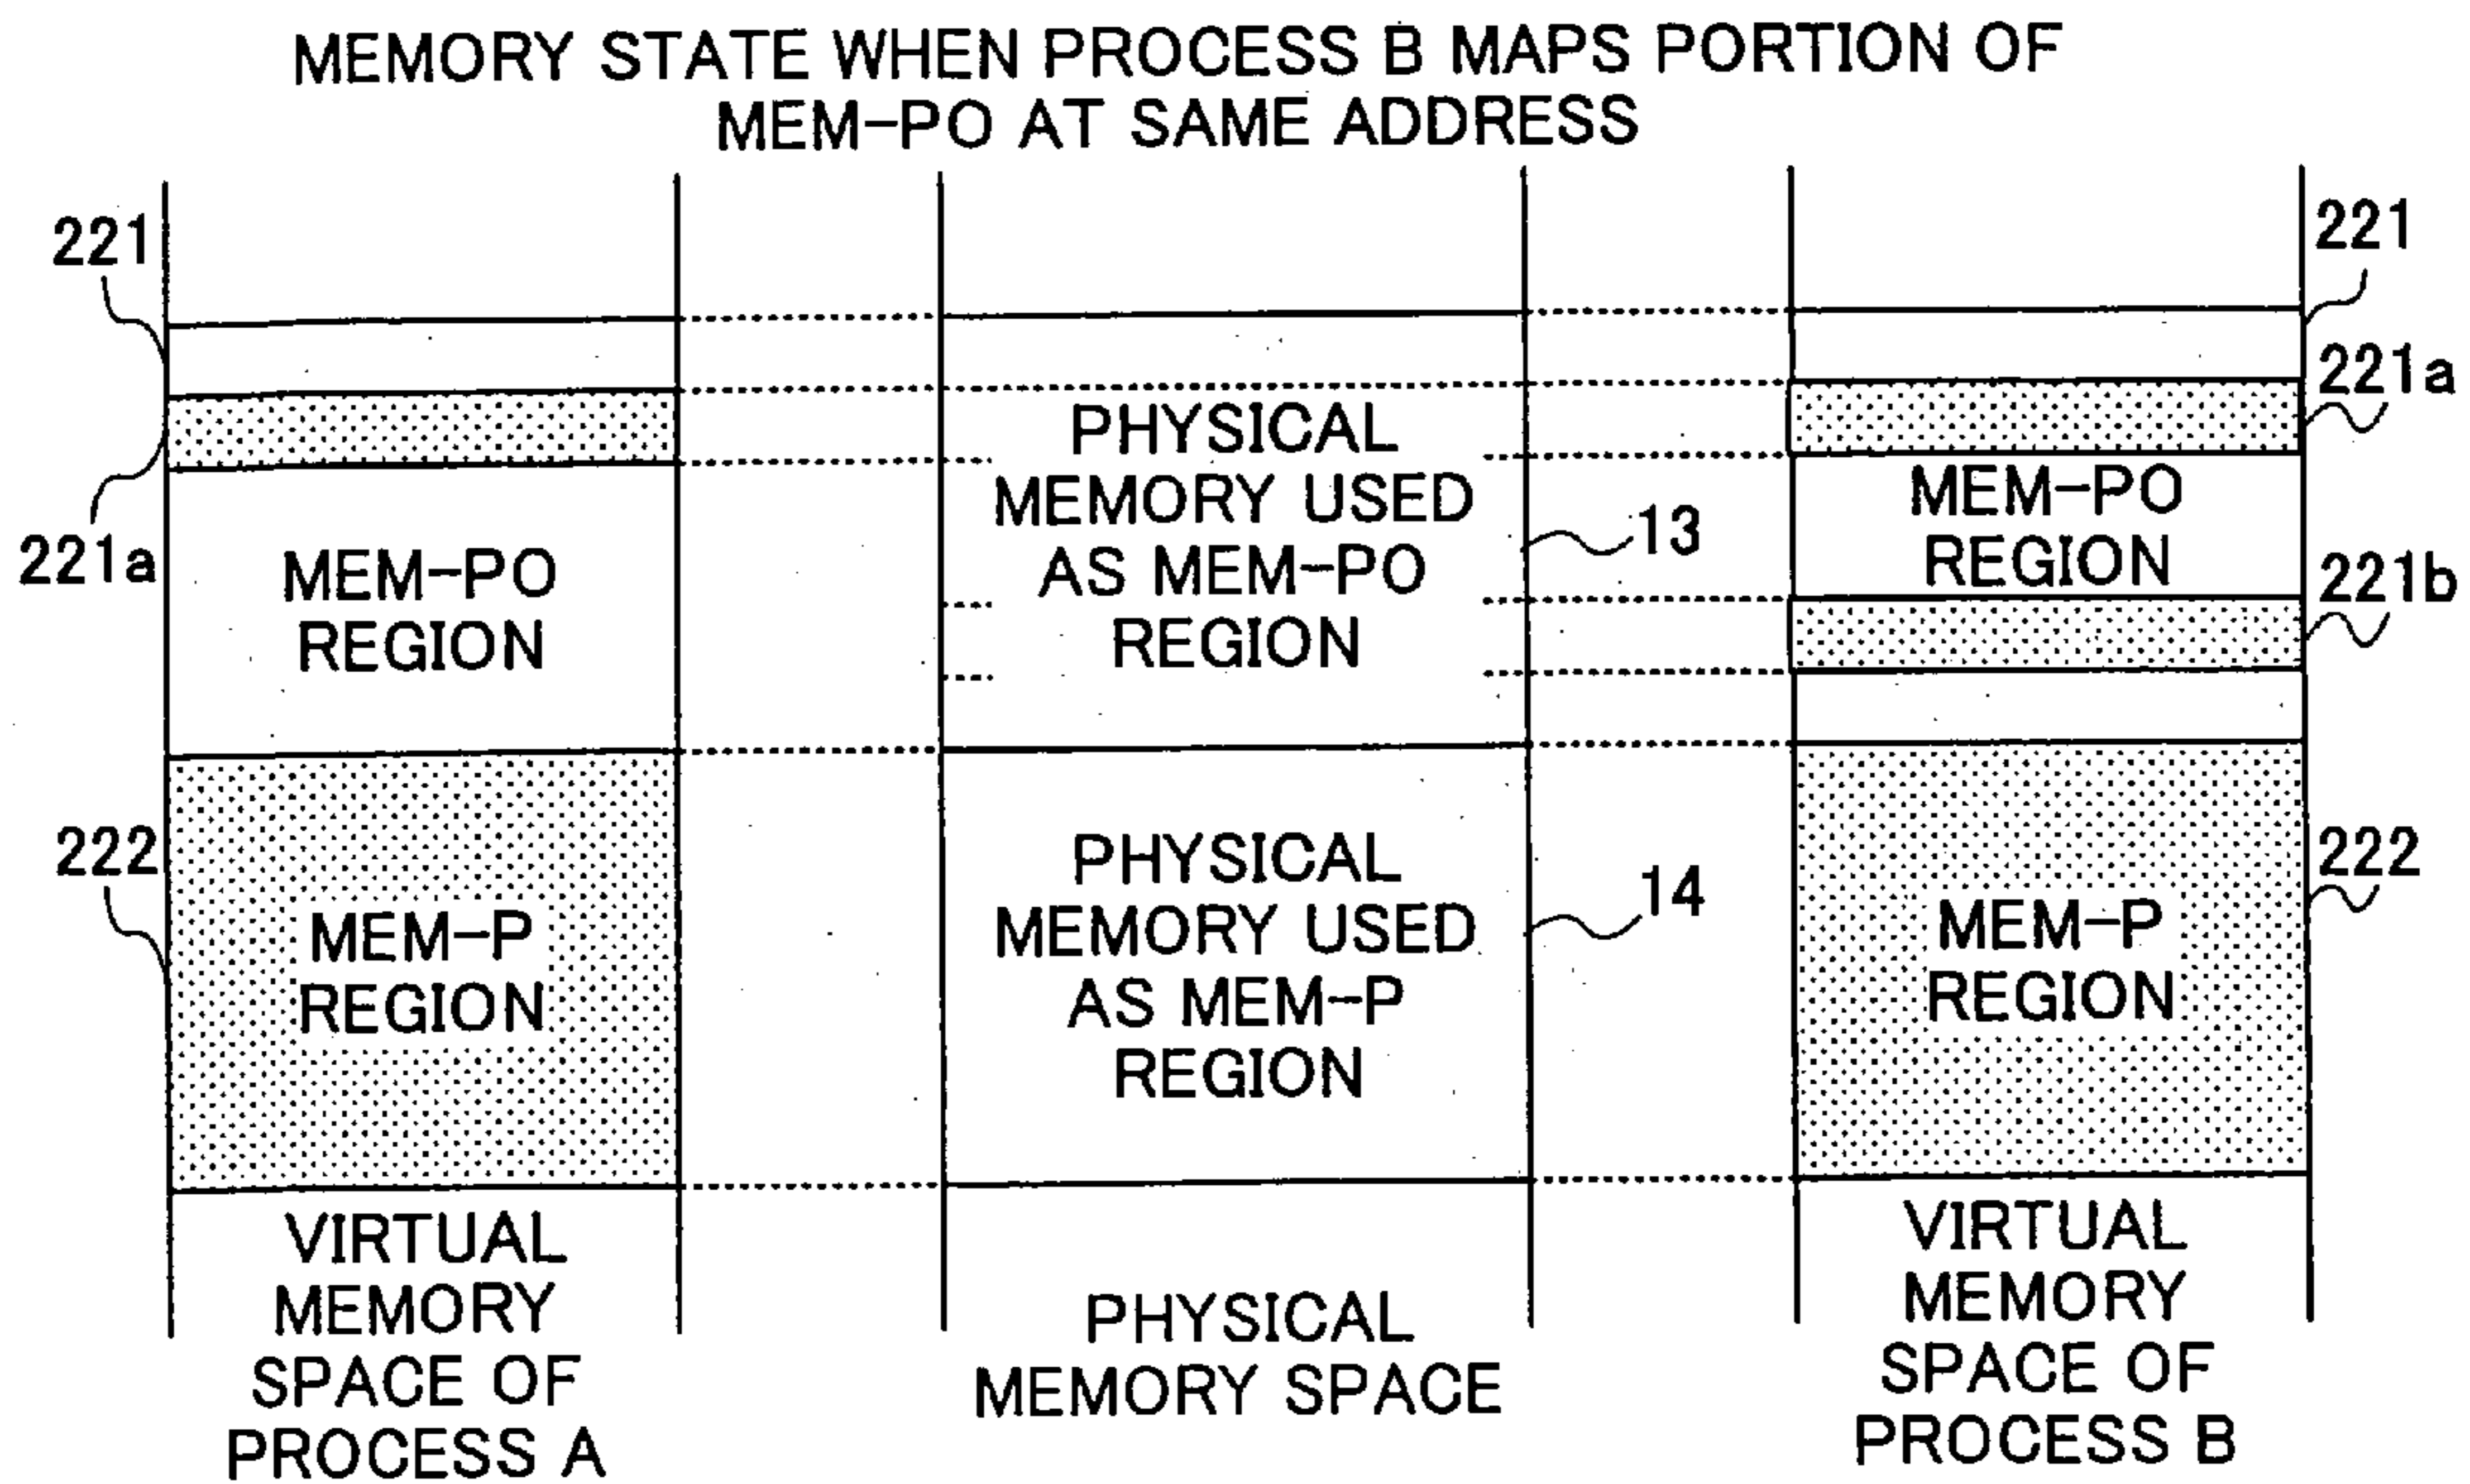 MEMORY STATE WHEN PROCESS B MAPS PORTION OF
MEM-PO AT SAME ADDRESS
221
221a
MEM-PO
REGION
222
MEM-P
REGION
VIRTUAL
MEMORY
SPACE OF
PROCESS A
PHYSICAL
MEMORY USED
AS MEM-PO
REGION
13
PHYSICAL
MEMORY USED
AS MEM-P
REGION
14
PHYSICAL
MEMORY SPACE
221
221a
MEM-PO
REGION
221b
MEM-P
REGION
222
VIRTUAL
MEMORY
SPACE OF
PROCESS B